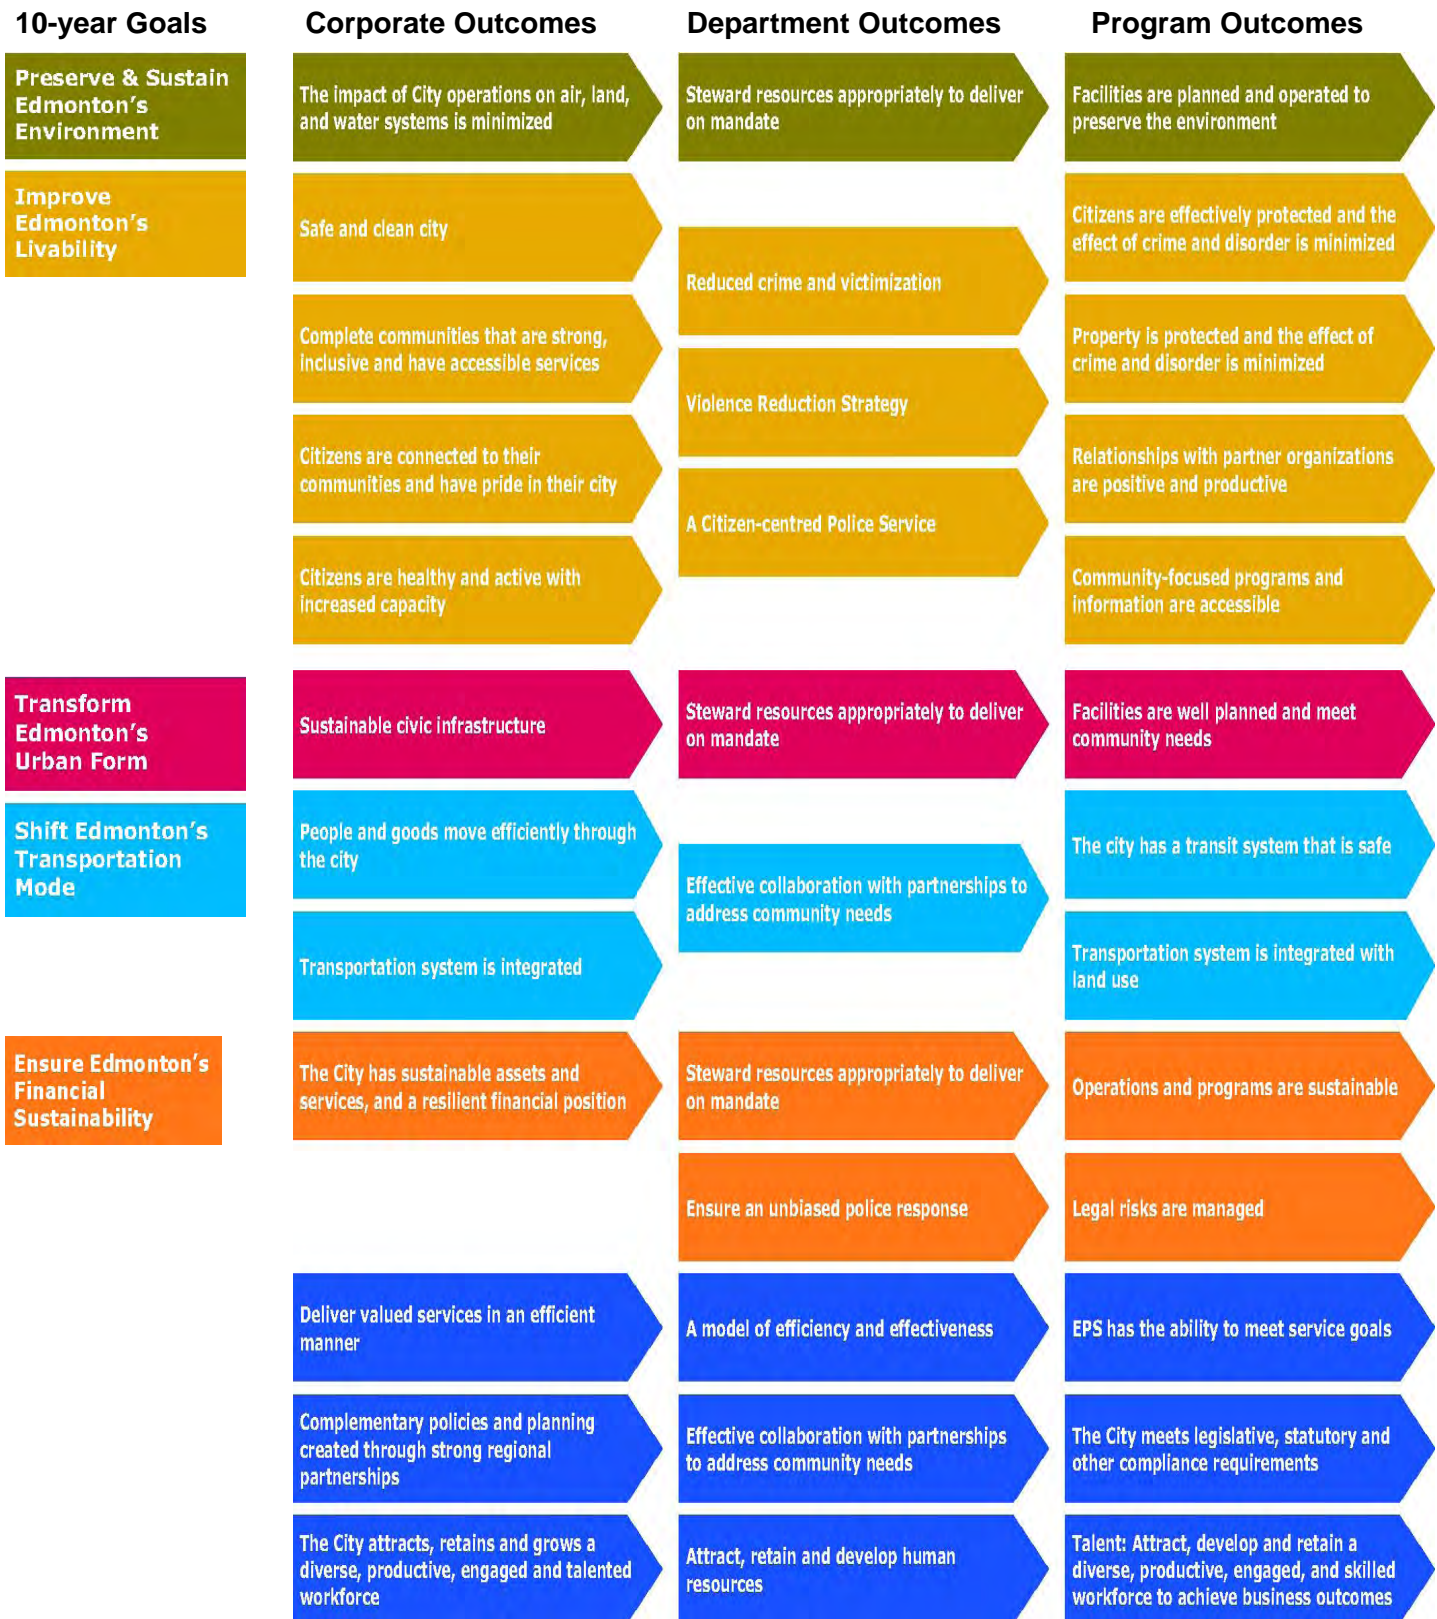 10-year Goals
Corporate Outcomes
Department Outcomes
Program Outcomes
Preserve & Sustain
Edmonton's
Environment
The impact of City operations on air, land,
and water systems is minimized
Steward resources appropriately to deliver
on mandate
Facilities are planned and operated to
preserve the environment
Improve
Edmonton's
Livability
Safe and clean city
Complete communities that are strong,
inclusive and have accessible services
Citizens are connected to their
communities and have pride in their city
Citizens are healthy and active with
increased capacity
Reduced crime and victimization
Violence Reduction Strategy
A Citizen-centred Police Service
Citizens are effectively protected and the
effect of crime and disorder is minimized
Property is protected and the effect of
crime and disorder is minimized
Relationships with partner organizations
are positive and productive
Community-focused programs and
information are accessible
Transform
Edmonton's
Urban Form
Sustainable civic infrastructure
Steward resources appropriately to deliver
on mandate
Facilities are well planned and meet
community needs
Shift Edmonton's
Transportation
Mode
People and goods move efficiently through
the city
Transportation system is integrated
Effective collaboration with partnerships to
address community needs
The city has a transit system that is safe
Transportation system is integrated with
land use
Ensure Edmonton's
Financial
Sustainability
The City has sustainable assets and
services, and a resilient financial position
Steward resources appropriately to deliver
on mandate
Operations and programs are sustainable
Ensure an unbiased police response
Legal risks are managed
Deliver valued services in an efficient
manner
A model of efficiency and effectiveness
EPS has the ability to meet service goals
Complementary policies and planning
created through strong regional
partnerships
Effective collaboration with partnerships
to address community needs
The City meets legislative, statutory and
other compliance requirements
The City attracts, retains and grows a
diverse, productive, engaged and talented
workforce
Attract, retain and develop human
resources
Talent: Attract, develop and retain a
diverse, productive, engaged, and skilled
workforce to achieve business outcomes